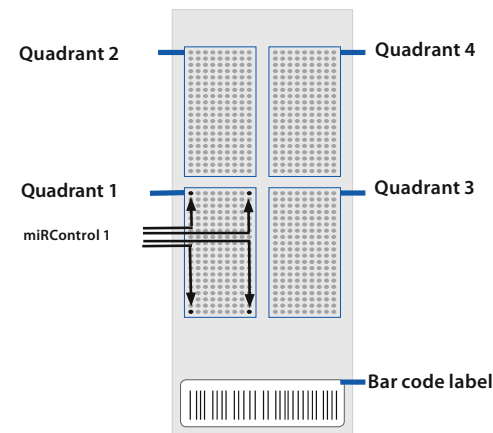 Quadrant 2
Quadrant 4
Quadrant 1
Quadrant 3
miRControl 1
Bar code label